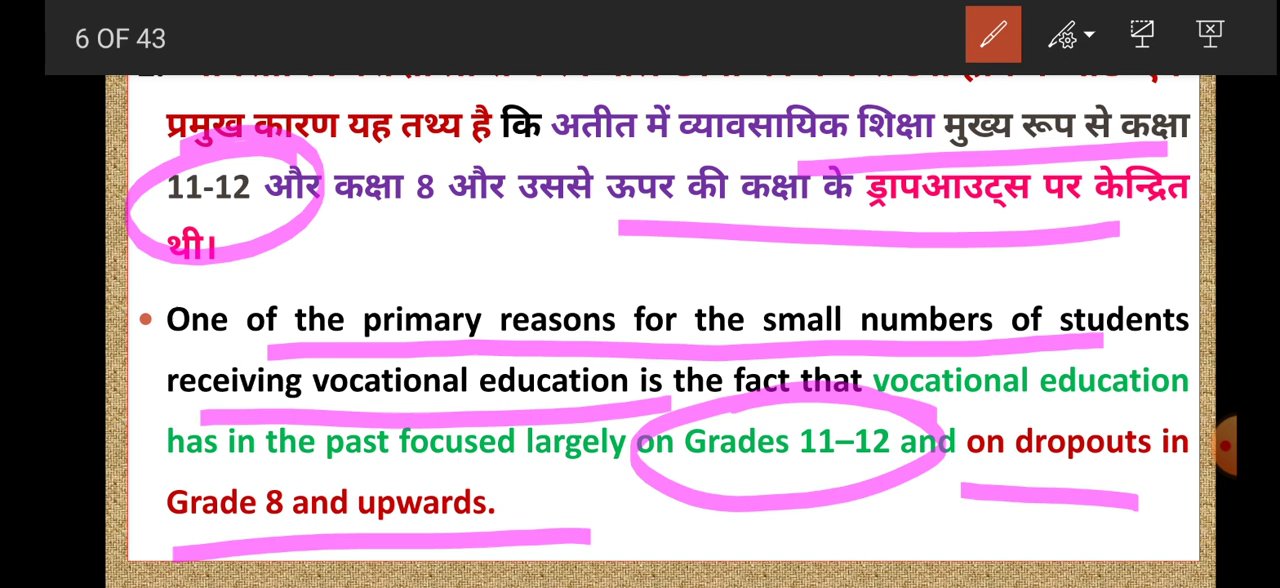 6 OF 43
प्रमुख कारण यह तथ्य है कि अतीत में व्यावसायिक शिक्षा मुख्य रूप से कक्षा
11-12 और कक्षा 8 और उससे ऊपर की कक्षा के ड्रापआउट्स पर केन्द्रित
थी।
• One of the primary reasons for the small numbers of students
receiving vocational education is the fact that vocational education
has in the past focused largely on Grades 11–12 and on dropouts in
Grade 8 and upwards.